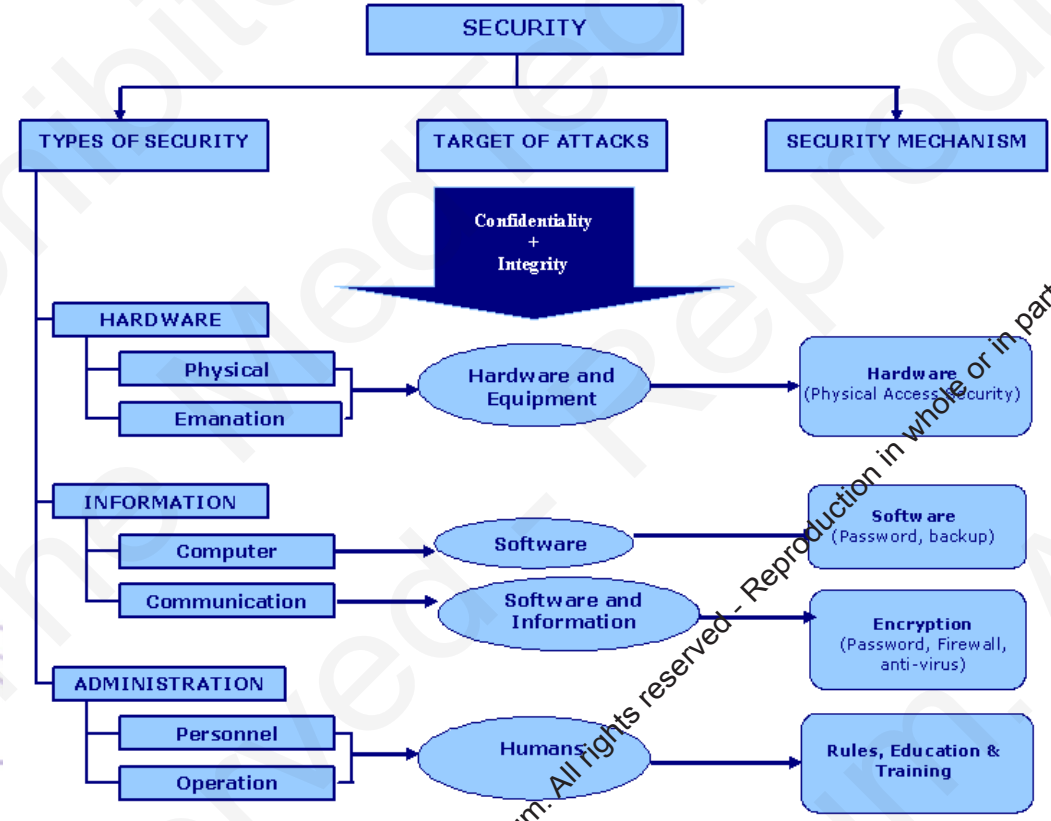 SECURITY
TYPES OF SECURITY
TARGET OF ATTACKS
SECURITY MECHANISM
Confidentiality
+
Integrity
HARDWARE
Physical
Emanation
Hardware and
Equipment
Hardware
(Physical Access Security)
INFORMATION
Computer
Software
Software
(Password, backup)
Communication
Software and
Information
Encryption
(Password, Firewall,
anti-virus)
ADMINISTRATION
Personnel
Operation
Humans
Rules, Education &
Training
All rights reserved - Reproduction in whole or in part